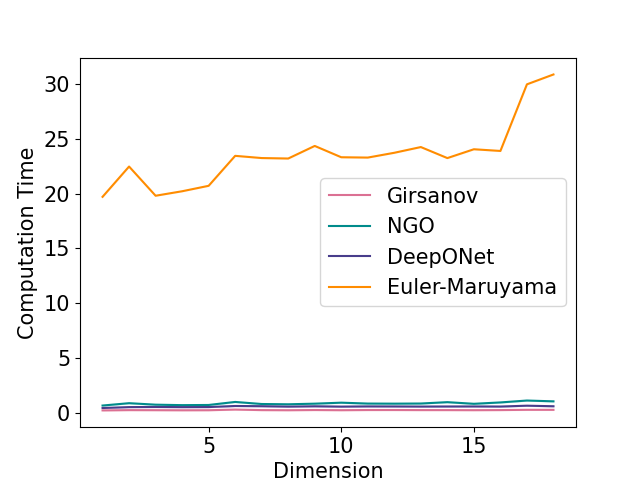 30
25
20
15
10
5
0
Computation Time
Girsanov
NGO
DeepONet
Euler-Maruyama
5 10 15
Dimension